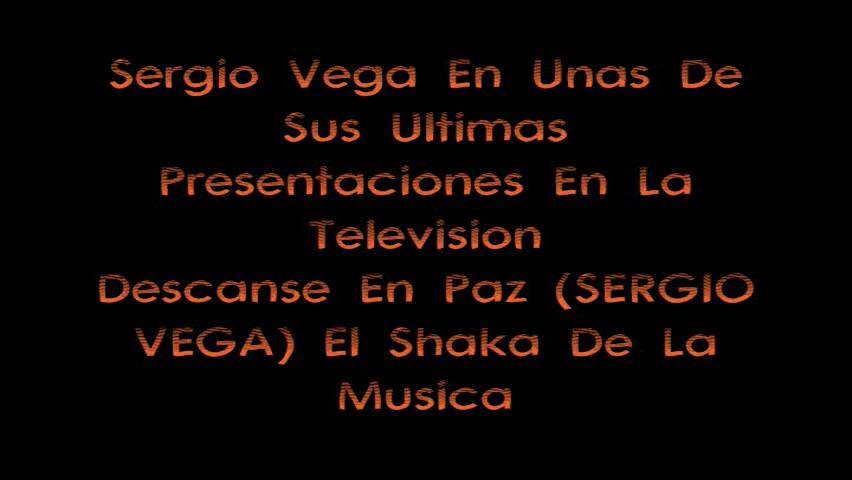 Sergio Vega En Unas De
Sus Ultimas
Presentaciones En La
Television
Descanse En Paz (SERGIO
VEGA) El Shaka De La
Musica